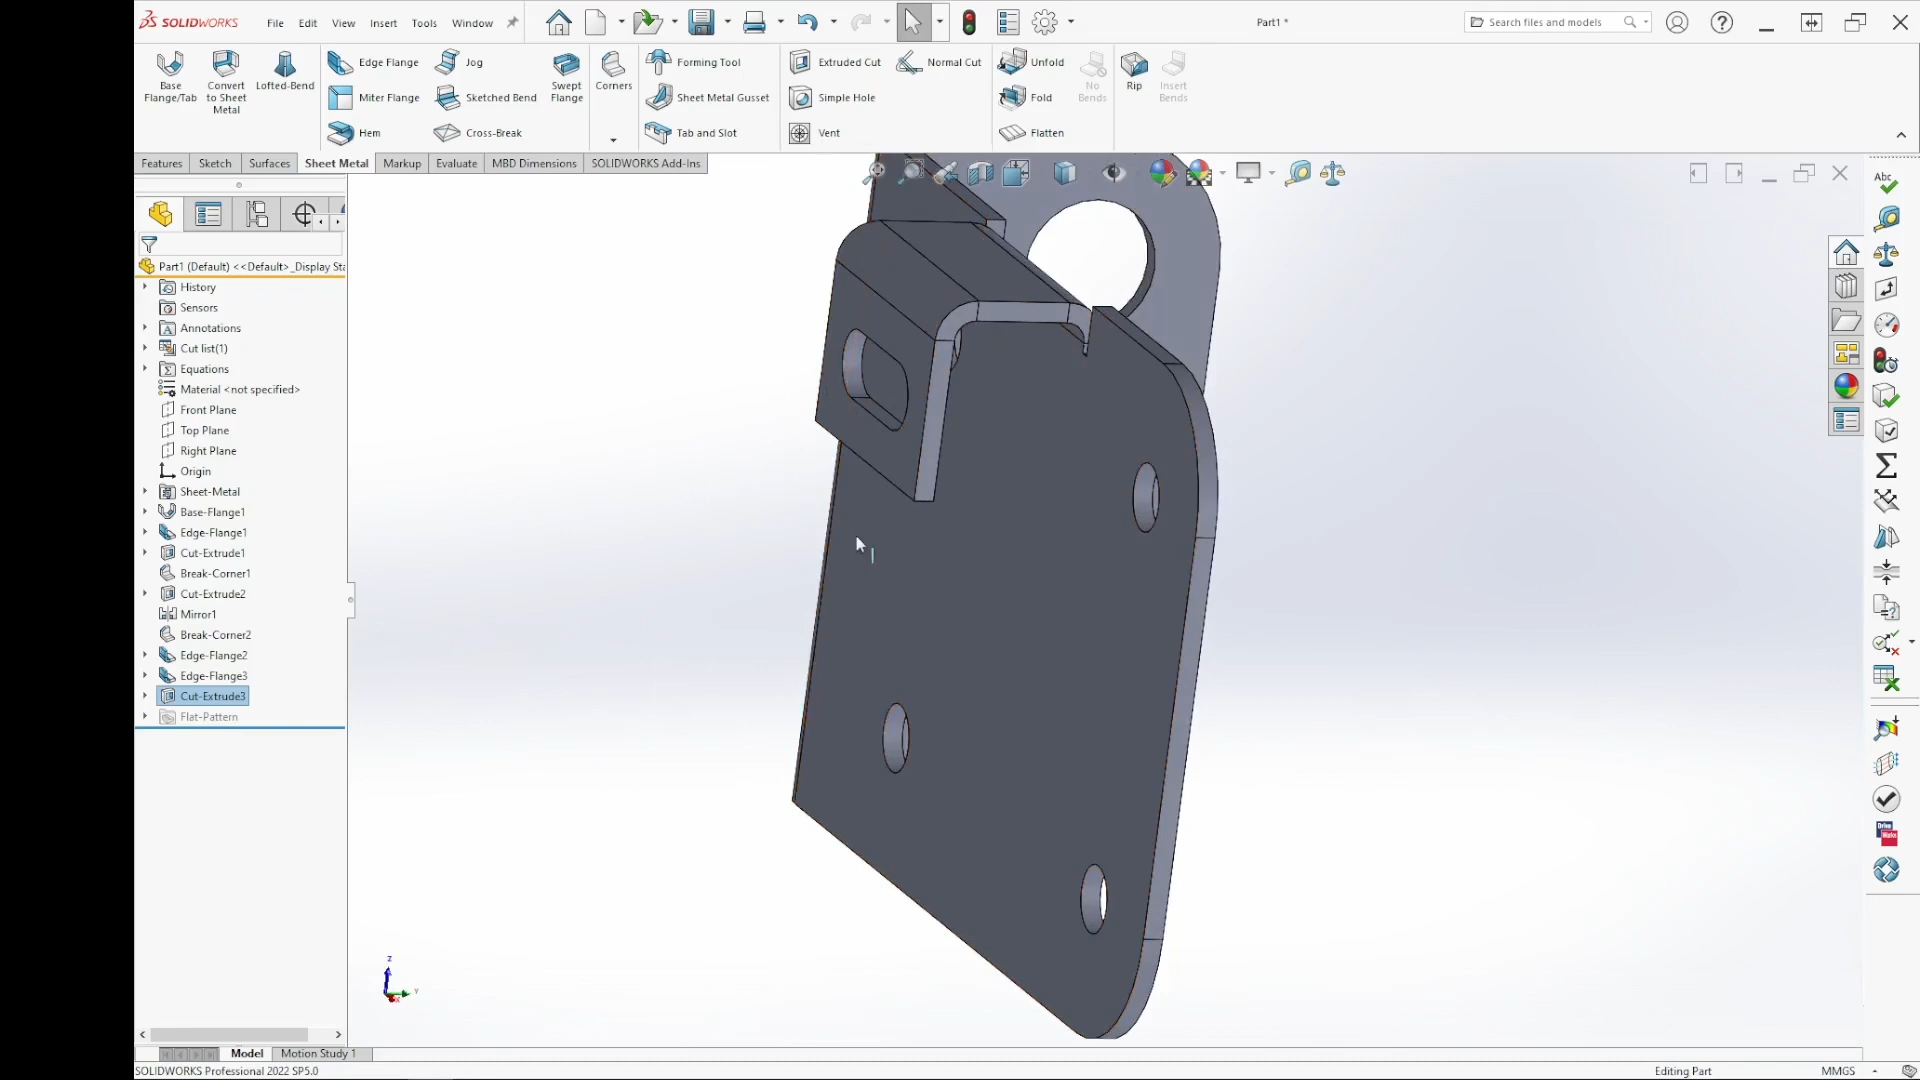 SOLIDWORKS File Edit View Insert Tools Window Part1 * Search files and models
Base Flange/Tab
Convert to Sheet Metal
Lofted-Bend
Edge Flange
Miter Flange
Hem
Jog
Sketched Bend
Cross-Break
Swept Flange
Corners
Forming Tool
Sheet Metal Gusset
Tab and Slot
Extruded Cut
Simple Hole
Vent
Normal Cut
Unfold
Fold
Flatten
No Bends
Rip
Insert Bends
Features Sketch Surfaces Sheet Metal Markup Evaluate MBD Dimensions SOLIDWORKS Add-Ins
Part1 (Default) <<Default>_Display Sta
History
Sensors
Annotations
Cut list(1)
Equations
Material <not specified>
Front Plane
Top Plane
Right Plane
Origin
Sheet-Metal
Base-Flange1
Edge-Flange1
Cut-Extrude1
Break-Corner1
Cut-Extrude2
Mirror1
Break-Corner2
Edge-Flange2
Edge-Flange3
Cut-Extrude3
Flat-Pattern
Abc
z
Y
Model Motion Study 1
SOLIDWORKS Professional 2022 SP5.0 Editing Part MMGS